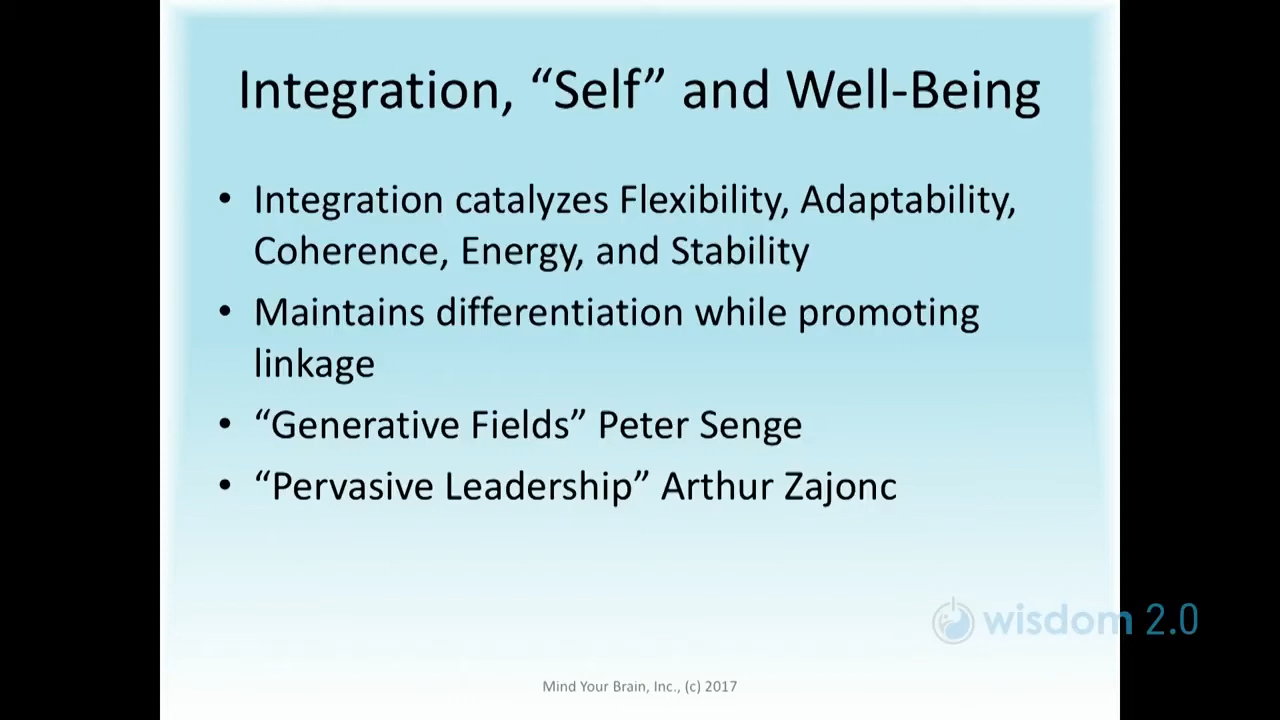 Integration, “Self” and Well-Being
• Integration catalyzes Flexibility, Adaptability,
Coherence, Energy, and Stability
• Maintains differentiation while promoting
linkage
• “Generative Fields” Peter Senge
• “Pervasive Leadership” Arthur Zajonc
wisdom 2.0
Mind Your Brain, Inc., (c) 2017